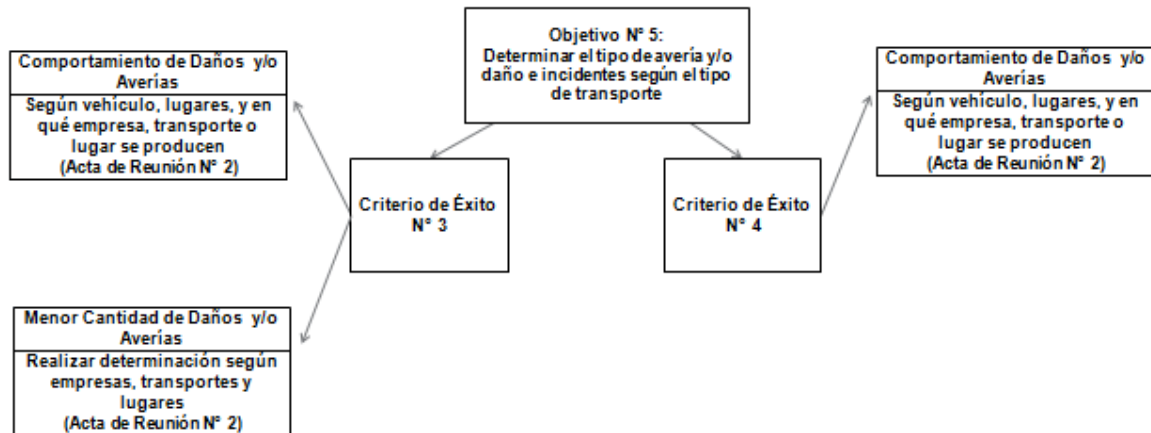 Objetivo N° 5:
Determinar el tipo de avería y/o
daño e incidentes según el tipo
de transporte
Comportamiento de Daños y/o
Averías
Según vehículo, lugares, y en
qué empresa, transporte o
lugar se producen
(Acta de Reunión N° 2)
Comportamiento de Daños y/o
Averías
Según vehículo, lugares, y en
qué empresa, transporte o
lugar se producen
(Acta de Reunión N° 2)
Criterio de Éxito
N° 3
Criterio de Éxito
N° 4
Menor Cantidad de Daños y/o
Averías
Realizar determinación según
empresas, transportes y
lugares
(Acta de Reunión N° 2)